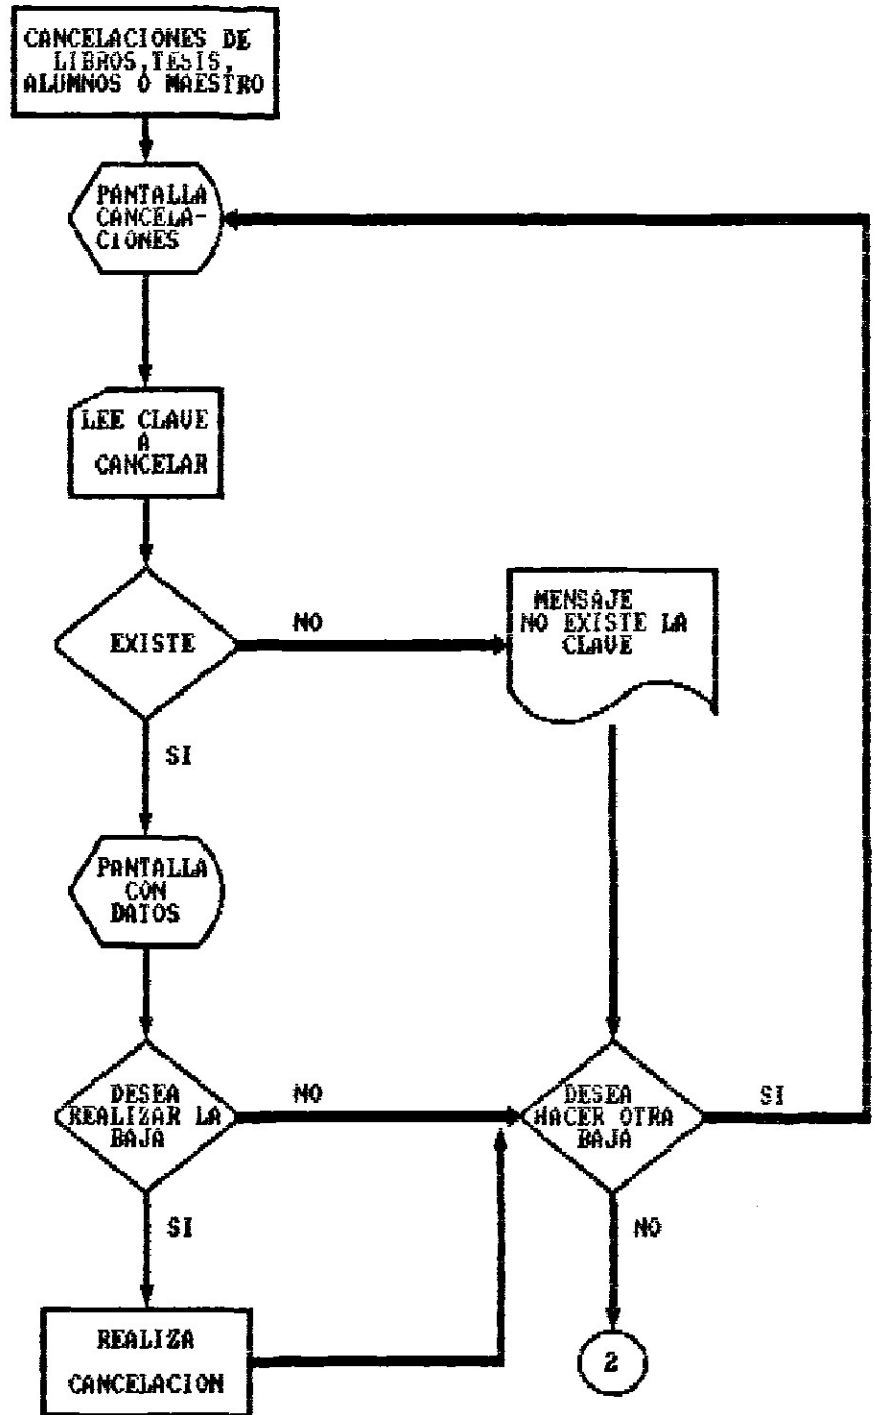 CANCELACIONES DE
LIBROS, TESIS,
ALUMNOS O MAESTRO
PANTALLA
CANCELA-
CIONES
LEE CLAVE
A
CANCELAR
EXISTE
NO
MENSAJE
NO EXISTE LA
CLAVE
SI
PANTALLA
CON
DATOS
DESEA
REALIZAR LA
BAJA
NO
DESEA
HACER OTRA
BAJA
SI
SI
NO
REALIZA
CANCELACION
2